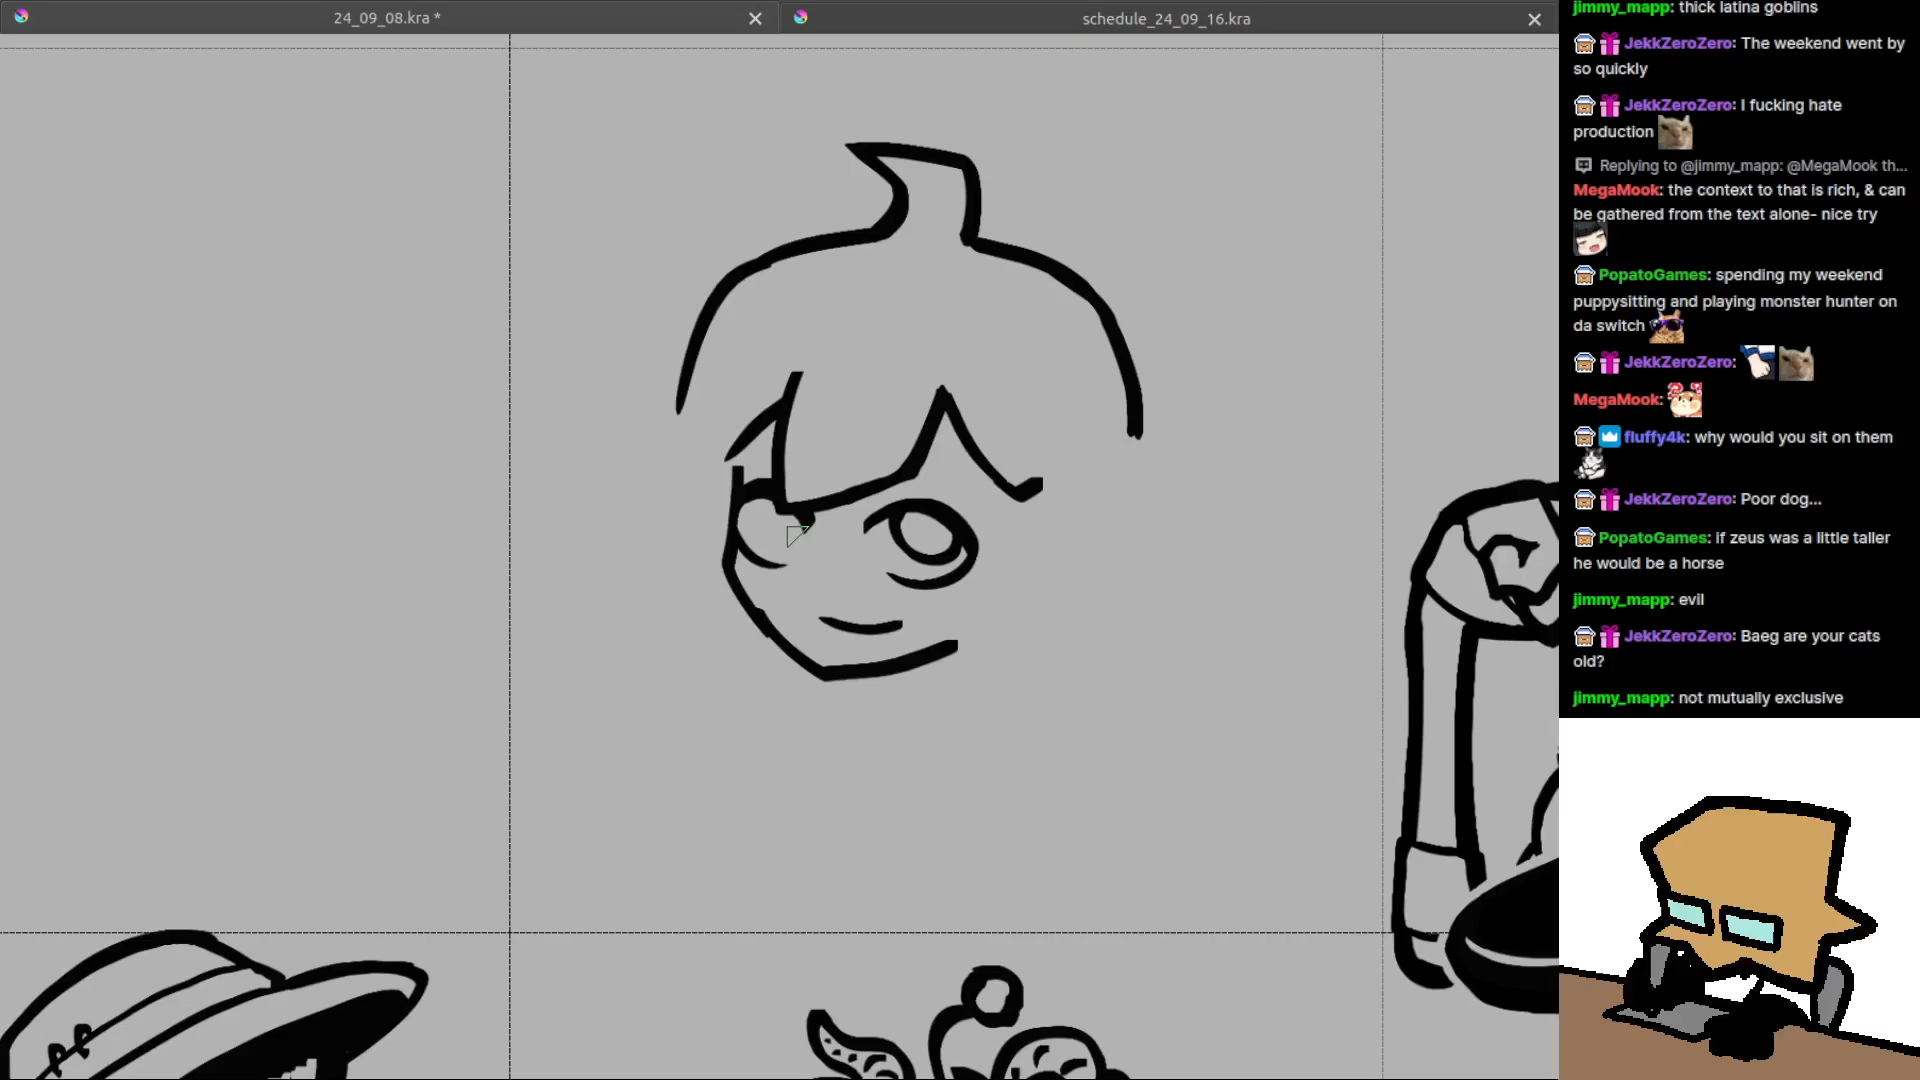 24_09_08.kra *
schedule_24_09_16.kra
jimmy_mapp: thick latina goblins
JekkZeroZero: The weekend went by
so quickly
JekkZeroZero: I fucking hate
production
Replying to @jimmy_mapp: @MegaMook th...
MegaMook: the context to that is rich, & can
be gathered from the text alone- nice try
PopatoGames: spending my weekend
puppysitting and playing monster hunter on
da switch
JekkZeroZero:
MegaMook:
fluffy4k: why would you sit on them
JekkZeroZero: Poor dog...
PopatoGames: if zeus was a little taller
he would be a horse
jimmy_mapp: evil
JekkZeroZero: Baeg are your cats
old?
jimmy_mapp: not mutually exclusive